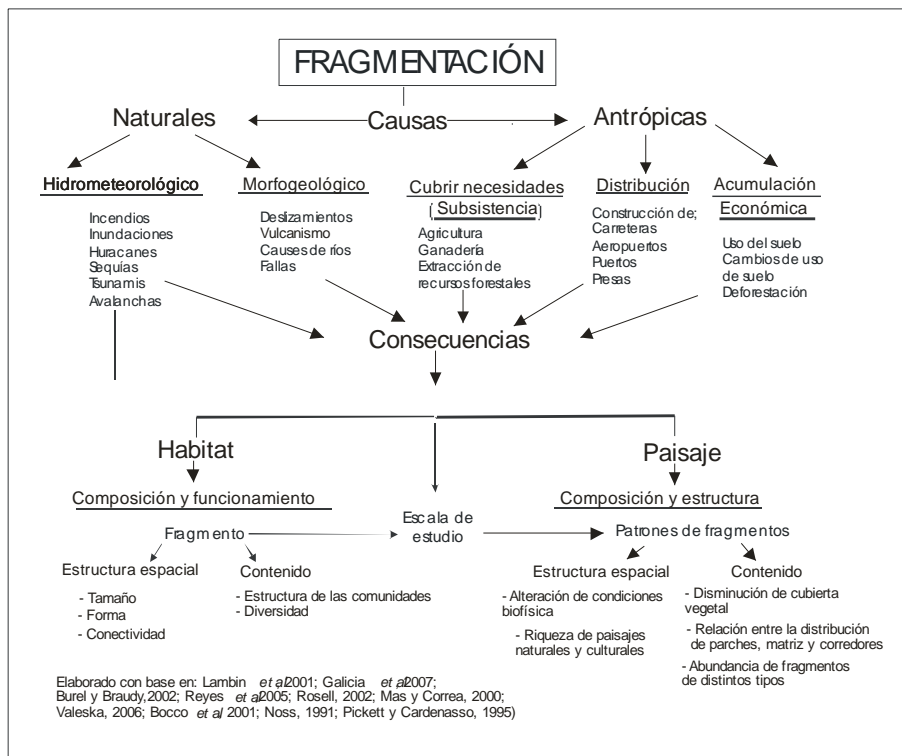 FRAGMENTACIÓN
Naturales
Causas
Antrópicas
Hidrometeorológico
Incendios
Inundaciones
Huracanes
Sequías
Tsunamis
Avalanchas
Morfogeológico
Deslizamientos
Vulcanismo
Causes de ríos
Fallas
Cubrir necesidades
(Subsistencia)
Agricultura
Ganadería
Extracción de
recursos forestales
Distribución
Construcción de;
Carreteras
Aeropuertos
Puertos
Presas
Acumulación
Económica
Uso del suelo
Cambios de uso
de suelo
Deforestación
Consecuencias
Habitat
Composición y funcionamiento
Fragmento
Estructura espacial
- Tamaño
- Forma
- Conectividad
Contenido
- Estructura de las comunidades
- Diversidad
Escala de
estudio
Paisaje
Composición y estructura
Patrones de fragmentos
Estructura espacial
- Alteración de condiciones
biofísica
- Riqueza de paisajes
naturales y culturales
Contenido
- Disminución de cubierta
vegetal
- Relación entre la distribución
de parches, matriz y corredores
- Abundancia de fragmentos
de distintos tipos
Elaborado con base en: Lambin et al 2001; Galicia et al 2007;
Burel y Braudy,2002; Reyes et al 2005; Rosell, 2002; Mas y Correa, 2000;
Valeska, 2006; Bocco et al 2001; Noss, 1991; Pickett y Cardenasso, 1995)